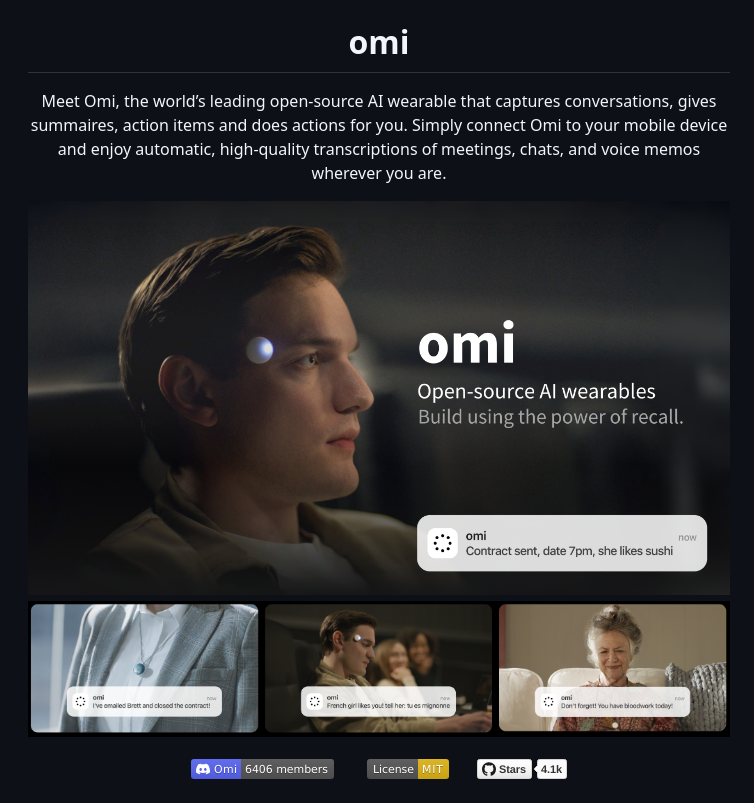 omi
Meet Omi, the world’s leading open-source AI wearable that captures conversations, gives
summaires, action items and does actions for you. Simply connect Omi to your mobile device
and enjoy automatic, high-quality transcriptions of meetings, chats, and voice memos
wherever you are.
omi
Open-source AI wearables
Build using the power of recall.
omi
now
Contract sent, date 7pm, she likes sushi
omi
now
I've emailed Brett and closed the contract!
omi
now
French girl likes you! tell her: tu es mignonne
omi
now
Don't forget! You have bloodwork today!
Omi 6406 members
License MIT
Stars 4.1k